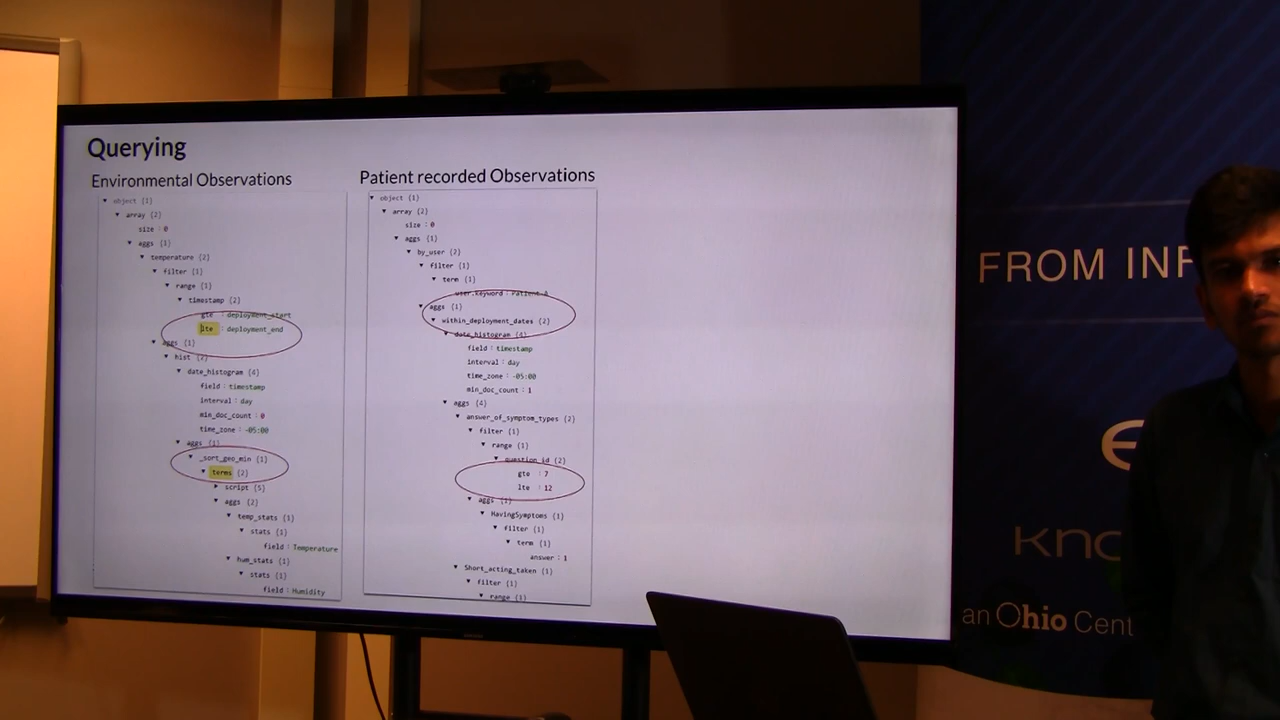 Querying
Environmental Observations
object {1}
array {2}
size : 0
aggs {1}
temperature {2}
filter {1}
range {1}
timestamp {2}
gte : deployment_start
lte : deployment_end
aggs {1}
hist {2}
date_histogram {4}
field : timestamp
interval : day
min_doc_count : 0
time_zone : -05:00
aggs {1}
_sort_geo_min {1}
terms {2}
script {5}
aggs {2}
temp_stats {1}
stats {1}
field : Temperature
hum_stats {1}
stats {1}
field : Humidity
Patient recorded Observations
object {1}
array {2}
size : 0
aggs {1}
by_user {2}
filter {1}
term {1}
user.keyword : Patient
aggs {1}
within_deployment_dates {2}
date_histogram {4}
field : timestamp
interval : day
time_zone : -05:00
min_doc_count : 1
aggs {4}
answer_of_symptom_types {2}
filter {1}
range {1}
question_id {2}
gte : 7
lte : 12
aggs {1}
HavingSymptoms {1}
filter {1}
term {1}
answer : 1
Short_acting_taken {1}
filter {1}
range {1}
FROM INF
kno
an Ohio Cent